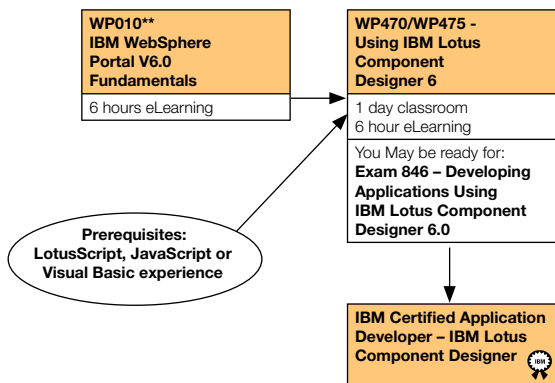 WP010**
IBM WebSphere
Portal V6.0
Fundamentals
6 hours eLearning
WP470/WP475 -
Using IBM Lotus
Component
Designer 6
1 day classroom
6 hour eLearning
You May be ready for:
Exam 846 – Developing
Applications Using
IBM Lotus Component
Designer 6.0
Prerequisites:
LotusScript, JavaScript or
Visual Basic experience
IBM Certified Application
Developer – IBM Lotus
Component Designer
IBM